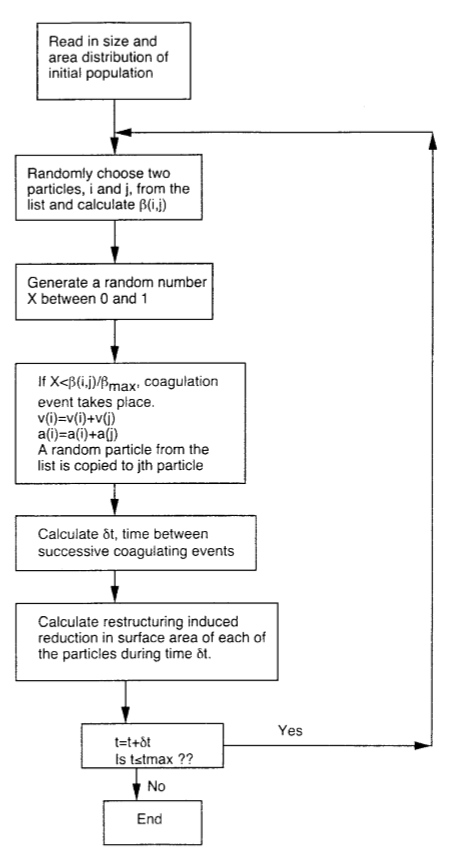 Read in size and
area distribution of
initial population
Randomly choose two
particles, i and j, from the
list and calculate β(i,j)
Generate a random number
X between 0 and 1
If X<β(i,j)/βmax, coagulation
event takes place.
v(i)=v(i)+v(j)
a(i)=a(i)+a(j)
A random particle from the
list is copied to jth particle
Calculate δt, time between
successive coagulating events
Calculate restructuring induced
reduction in surface area of each of
the particles during time δt.
t=t+δt
Is t≤tmax ??
Yes
No
End